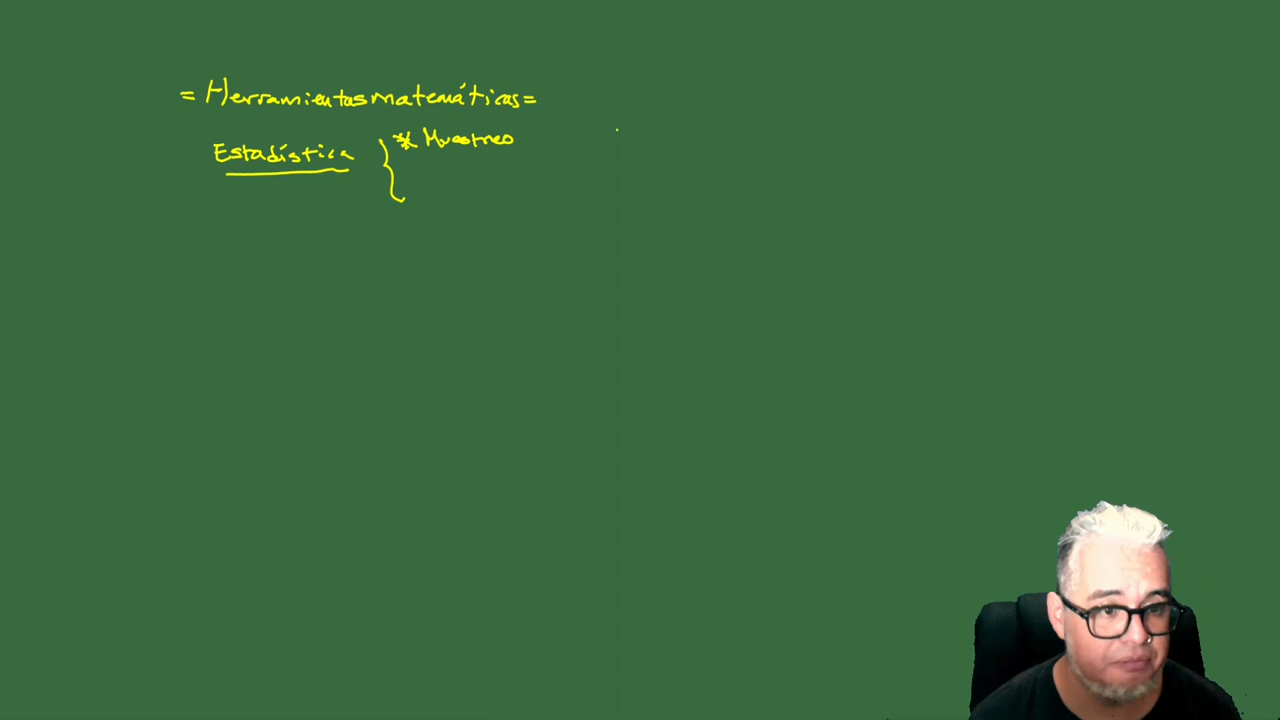 = Herramientas matemáticas =
Estadística { * Muestreo